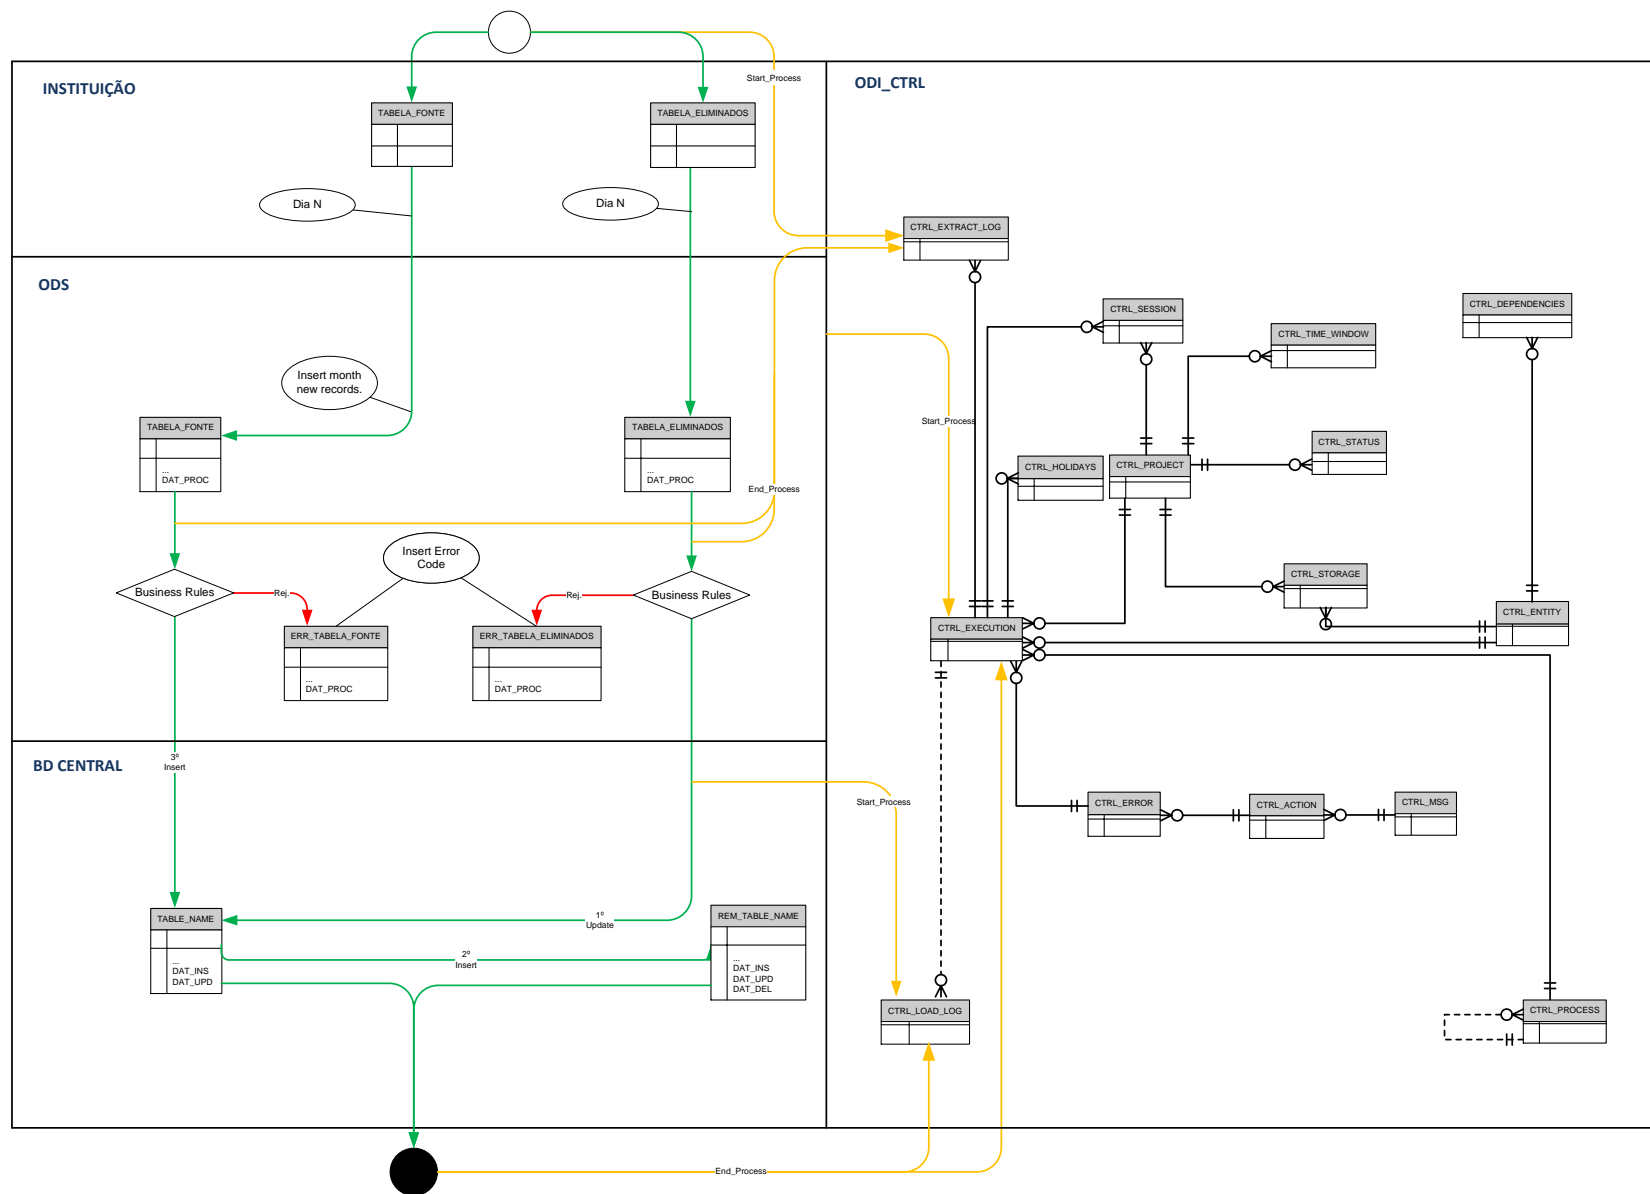 Start_Process
INSTITUIÇÃO
TABELA_FONTE
TABELA_ELIMINADOS
Dia N
Dia N
ODS
Insert month
new records.
TABELA_FONTE
...
DAT_PROC
TABELA_ELIMINADOS
...
DAT_PROC
End_Process
Insert Error
Code
Business Rules
Rej.
Rej.
Business Rules
ERR_TABELA_FONTE
...
DAT_PROC
ERR_TABELA_ELIMINADOS
...
DAT_PROC
BD CENTRAL
3º
Insert
Start_Process
TABLE_NAME
...
DAT_INS
DAT_UPD
1º
Update
2º
Insert
REM_TABLE_NAME
...
DAT_INS
DAT_UPD
DAT_DEL
End_Process
ODI_CTRL
CTRL_EXTRACT_LOG
CTRL_SESSION
CTRL_TIME_WINDOW
CTRL_DEPENDENCIES
Start_Process
CTRL_HOLIDAYS
CTRL_PROJECT
CTRL_STATUS
CTRL_STORAGE
CTRL_ENTITY
CTRL_EXECUTION
CTRL_ERROR
CTRL_ACTION
CTRL_MSG
CTRL_LOAD_LOG
CTRL_PROCESS